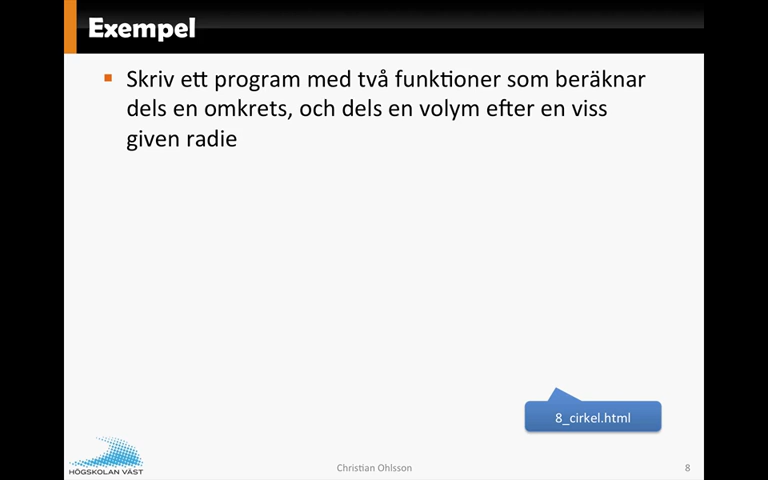 Exempel
Skriv ett program med två funktioner som beräknar
dels en omkrets, och dels en volym efter en viss
given radie
8_cirkel.html
HÖGSKOLAN VÄST
Christian Ohlsson
8